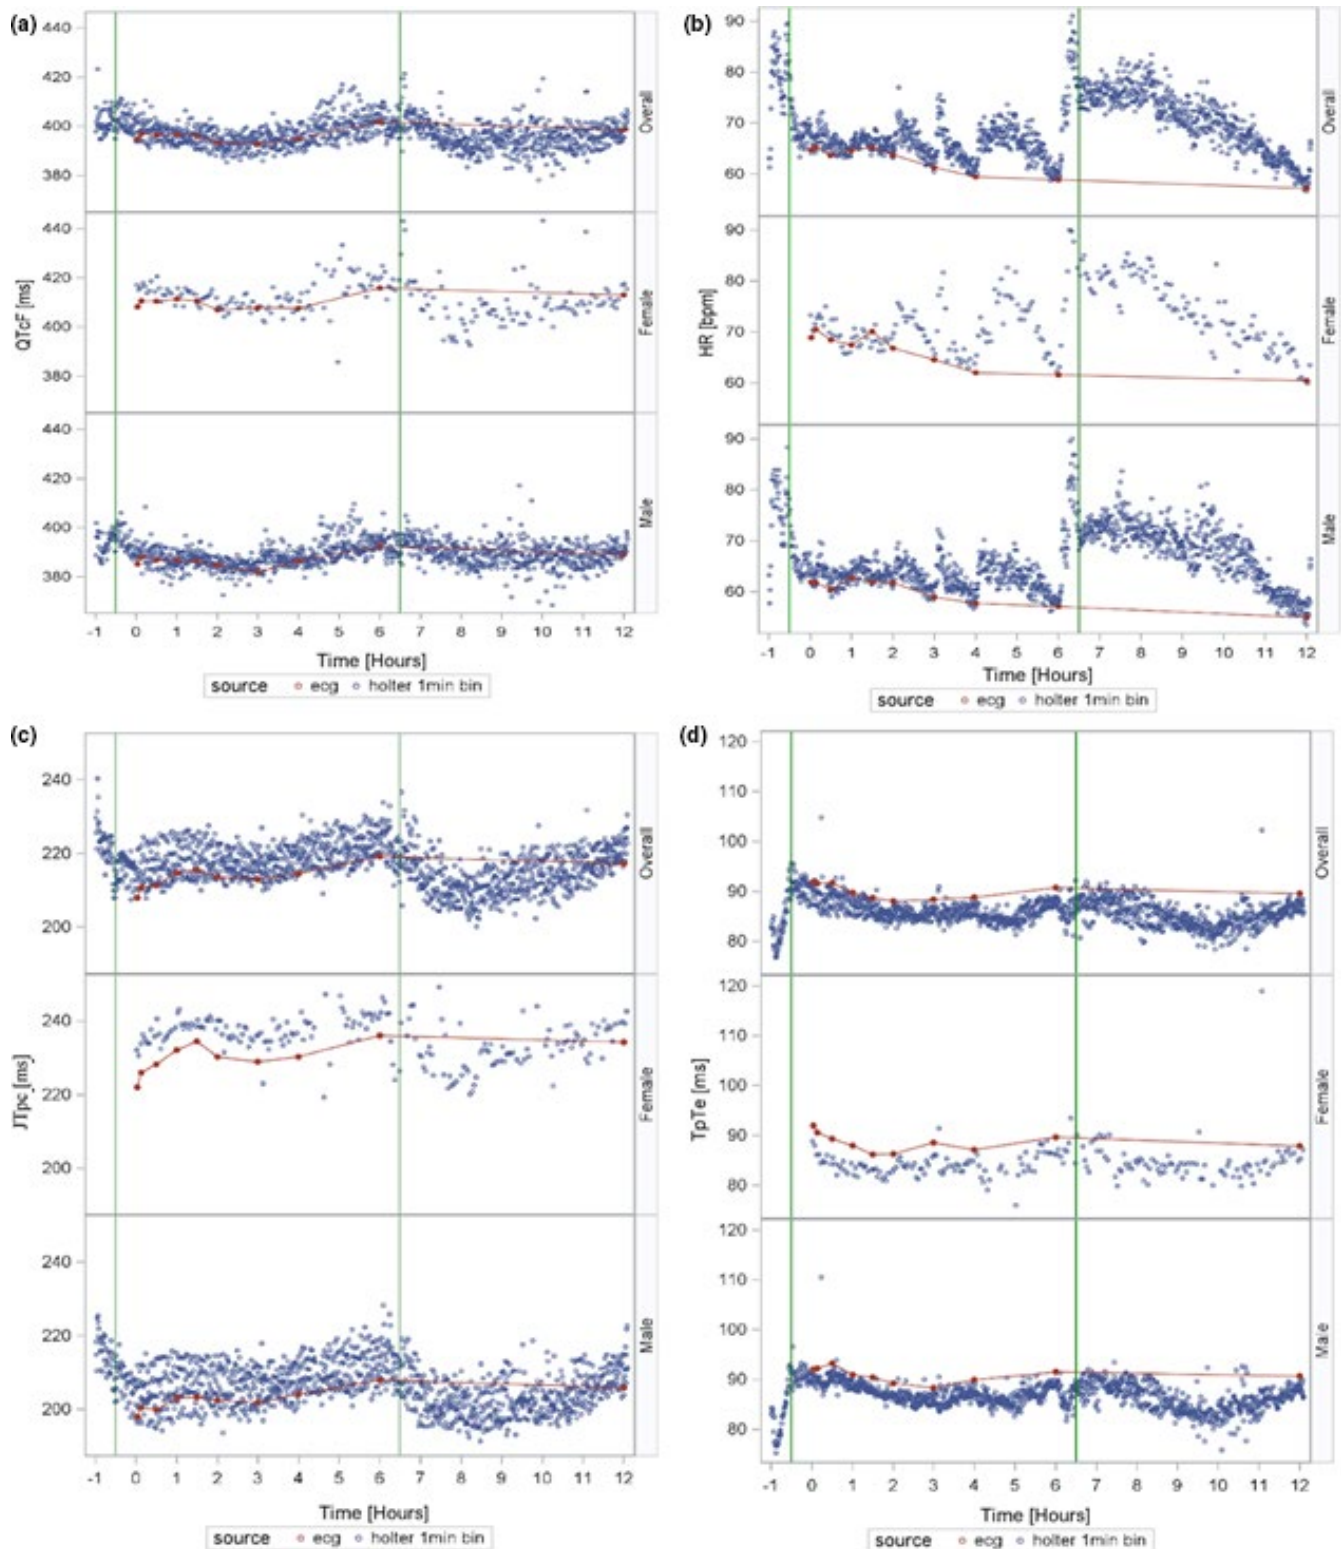 (a)
440
420
400
380
Overall
440
420
400
380
Female
QTcF [ms]
440
420
400
380
Male
-1 0 1 2 3 4 5 6 7 8 9 10 11 12
Time [Hours]
source ecg holter 1min bin
(b)
90
80
70
60
Overall
90
80
70
60
Female
HR [bpm]
90
80
70
60
Male
-1 0 1 2 3 4 5 6 7 8 9 10 11 12
Time [Hours]
source ecg holter 1min bin
(c)
240
220
200
Overall
240
220
200
Female
JTpc [ms]
240
220
200
Male
-1 0 1 2 3 4 5 6 7 8 9 10 11 12
Time [Hours]
source ecg holter 1min bin
(d)
120
110
100
90
80
Overall
120
110
100
90
80
Female
TpTe [ms]
120
110
100
90
80
Male
-1 0 1 2 3 4 5 6 7 8 9 10 11 12
Time [Hours]
source ecg holter 1min bin